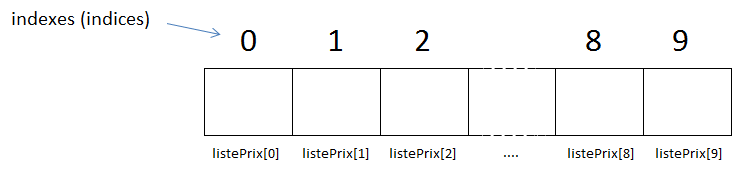 indexes (indices)
0 1 2 8 9
listePrix[0] listePrix[1] listePrix[2] .... listePrix[8] listePrix[9]